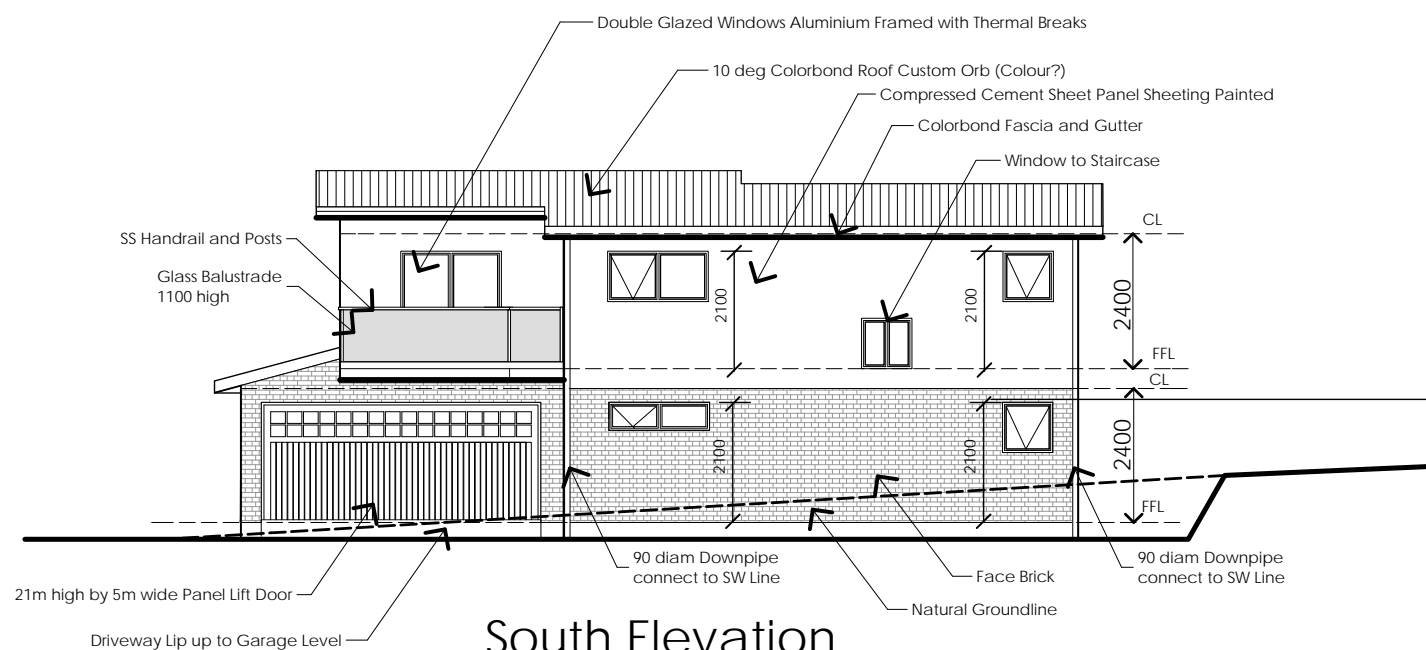 Double Glazed Windows Aluminium Framed with Thermal Breaks
10 deg Colorbond Roof Custom Orb (Colour?)
Compressed Cement Sheet Panel Sheeting Painted
Colorbond Fascia and Gutter
Window to Staircase
SS Handrail and Posts
Glass Balustrade
1100 high
CL
2100
2100
2400
FFL
CL
2100
2100
2400
FFL
90 diam Downpipe
connect to SW Line
Face Brick
90 diam Downpipe
connect to SW Line
21m high by 5m wide Panel Lift Door
Natural Groundline
Driveway Lip up to Garage Level
South Elevation